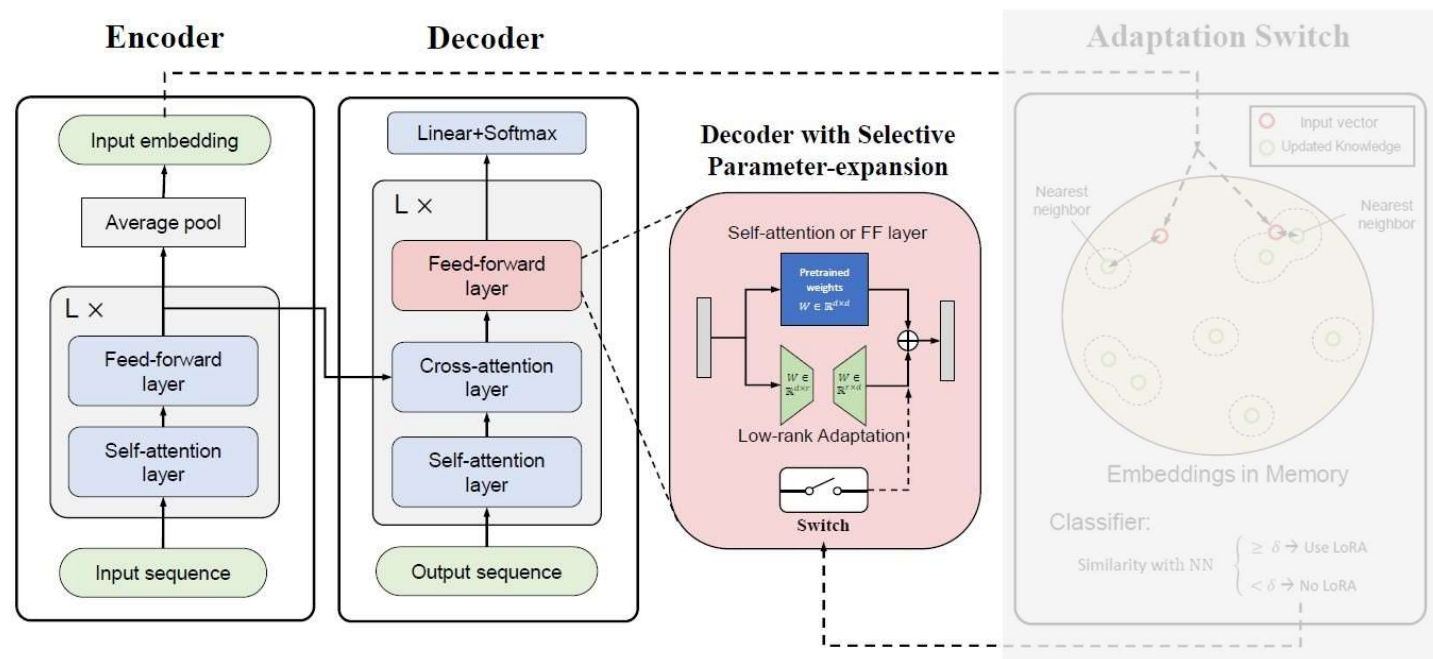 Encoder
Decoder
Adaptation Switch
Input embedding
Average pool
L ×
Feed-forward
layer
Self-attention
layer
Input sequence
Linear+Softmax
L ×
Feed-forward
layer
Cross-attention
layer
Self-attention
layer
Output sequence
Decoder with Selective
Parameter-expansion
Self-attention or FF layer
Pretrained
weights
W ∈ ℝ^{d×d}
W ∈
ℝ^{d×r}
W ∈
ℝ^{r×d}
Low-rank Adaptation
Switch
Input vector
Updated Knowledge
Nearest
neighbor
Nearest
neighbor
Embeddings in Memory
Classifier:
Similarity with NN
≥ δ → Use LoRA
< δ → No LoRA